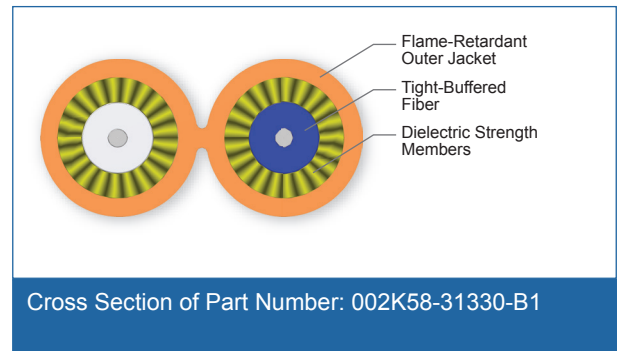 Flame-Retardant
Outer Jacket
Tight-Buffered
Fiber
Dielectric Strength
Members
Cross Section of Part Number: 002K58-31330-B1